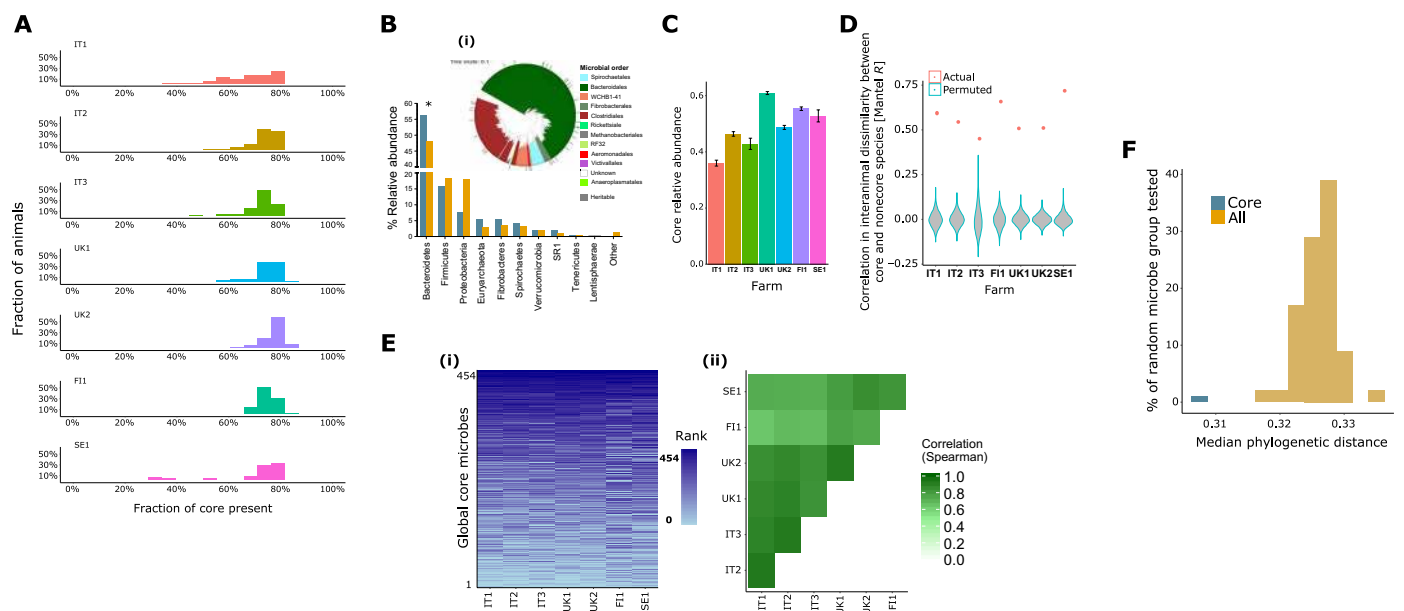 A
Fraction of animals
IT1
50%
30%
10%
0% 20% 40% 60% 80% 100%
IT2
50%
30%
10%
0% 20% 40% 60% 80% 100%
IT3
50%
30%
10%
0% 20% 40% 60% 80% 100%
UK1
50%
30%
10%
0% 20% 40% 60% 80% 100%
UK2
50%
30%
10%
0% 20% 40% 60% 80% 100%
FI1
50%
30%
10%
0% 20% 40% 60% 80% 100%
SE1
50%
30%
10%
0% 20% 40% 60% 80% 100%
Fraction of core present
B
(i)
Microbial order
Spirochaetales
Bacteroidales
WCHB1-41
Fibrobacterales
Clostridiales
Rickettsiale
Methanobacteriales
RF32
Aeromonadales
Victivallales
Unknown
Anaeroplasmatales
Heritable
% Relative abundance
60
55
50
45
40
35
30
25
20
20
15
10
5
0
*
Bacteroidetes
Firmicutes
Proteobacteria
Euryarchaeota
Fibrobacteres
Spirochaetes
Verrucomicrobia
SR1
Tenericutes
Lentisphaerae
Other
C
Core relative abundance
0.6
0.4
0.2
0.0
IT1 IT2 IT3 UK1 UK2 FI1 SE1
Farm
D
Correlation in interanimal dissimilarity between
core and nonecore species [Mantel R]
Actual
Permuted
0.75
0.50
0.25
0.00
−0.25
IT1 IT2 IT3 FI1 UK1 UK2 SE1
Farm
E
(i)
Global core microbes
454
1
IT1
IT2
IT3
UK1
UK2
FI1
SE1
Rank
454
0
(ii)
SE1
FI1
UK2
UK1
IT3
IT2
IT1
IT2
IT3
UK1
UK2
FI1
Correlation
(Spearman)
1.0
0.8
0.6
0.4
0.2
0.0
F
% of random microbe group tested
40
30
20
10
0
Core
All
0.31 0.32 0.33
Median phylogenetic distance